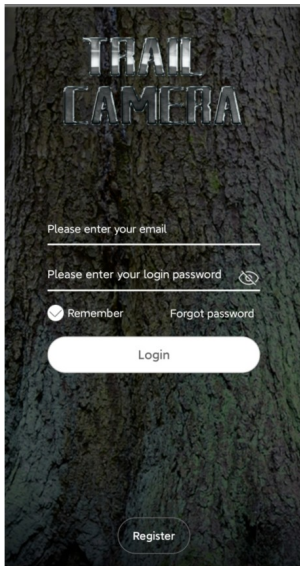 TRAIL
CAMERA
Please enter your email
Please enter your login password
Remember
Forgot password
Login
Register